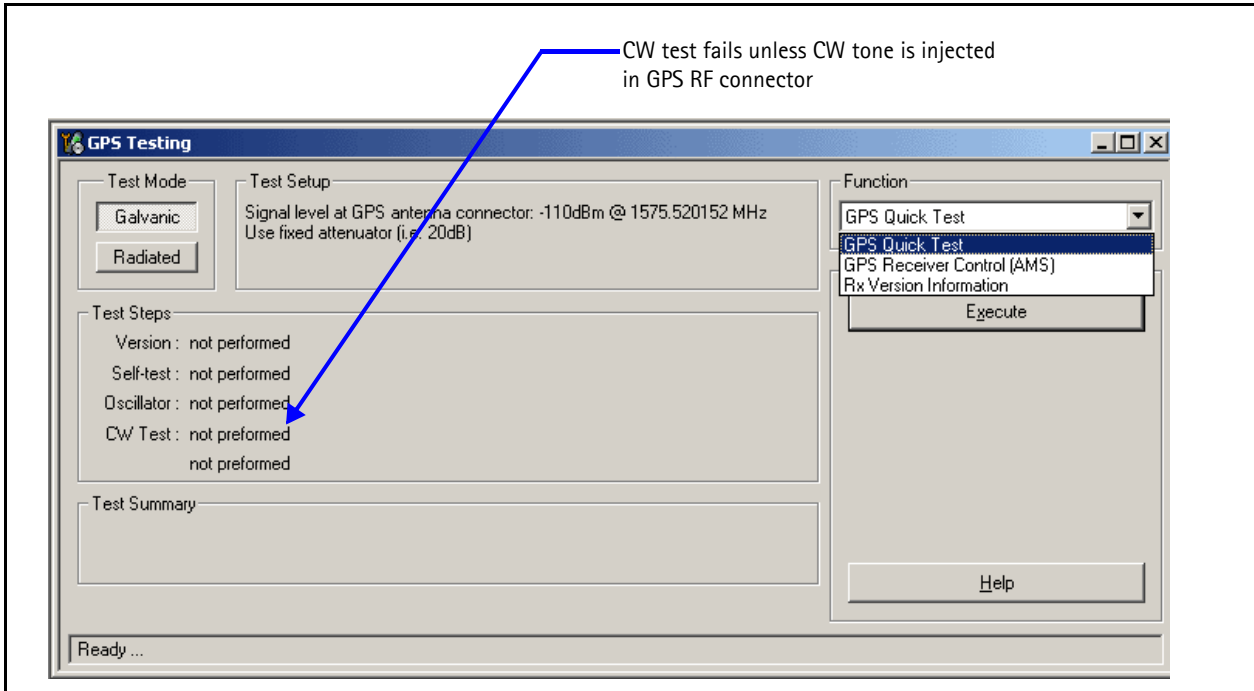 CW test fails unless CW tone is injected
in GPS RF connector
GPS Testing
Test Mode
Galvanic
Radiated
Test Setup
Signal level at GPS antenna connector: -110dBm @ 1575.520152 MHz
Use fixed attenuator (i.e. 20dB)
Function
GPS Quick Test
GPS Quick Test
GPS Receiver Control (AMS)
Rx Version Information
Execute
Test Steps
Version : not performed
Self-test : not performed
Oscillator : not performed
CW Test : not preformed
not preformed
Test Summary
Help
Ready ...